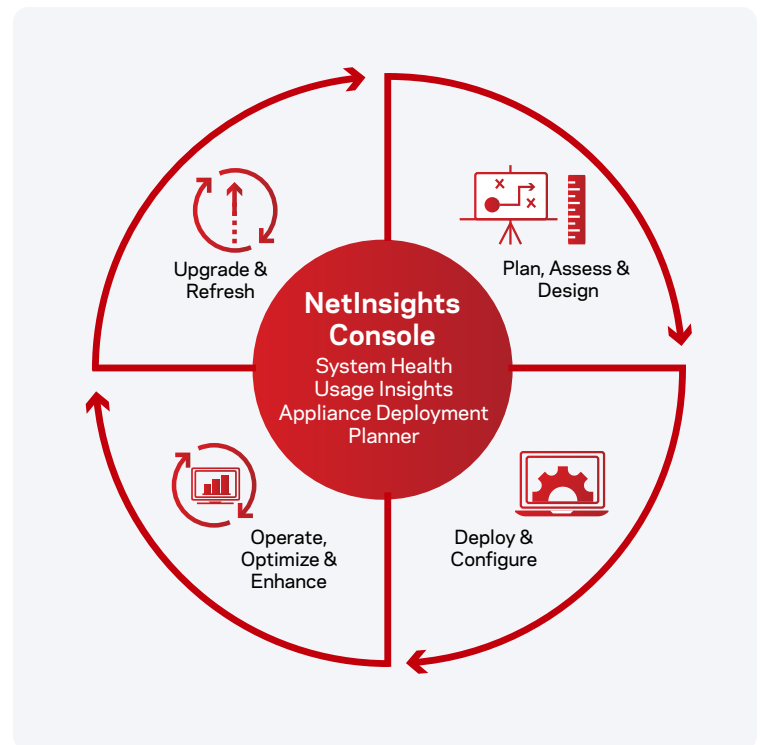 Upgrade &
Refresh
Plan, Assess &
Design
NetInsights
Console
System Health
Usage Insights
Appliance Deployment
Planner
Operate,
Optimize &
Enhance
Deploy &
Configure